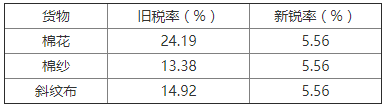 货物 旧税率（%） 新锐率（%）
棉花 24.19 5.56
棉纱 13.38 5.56
斜纹布 14.92 5.56